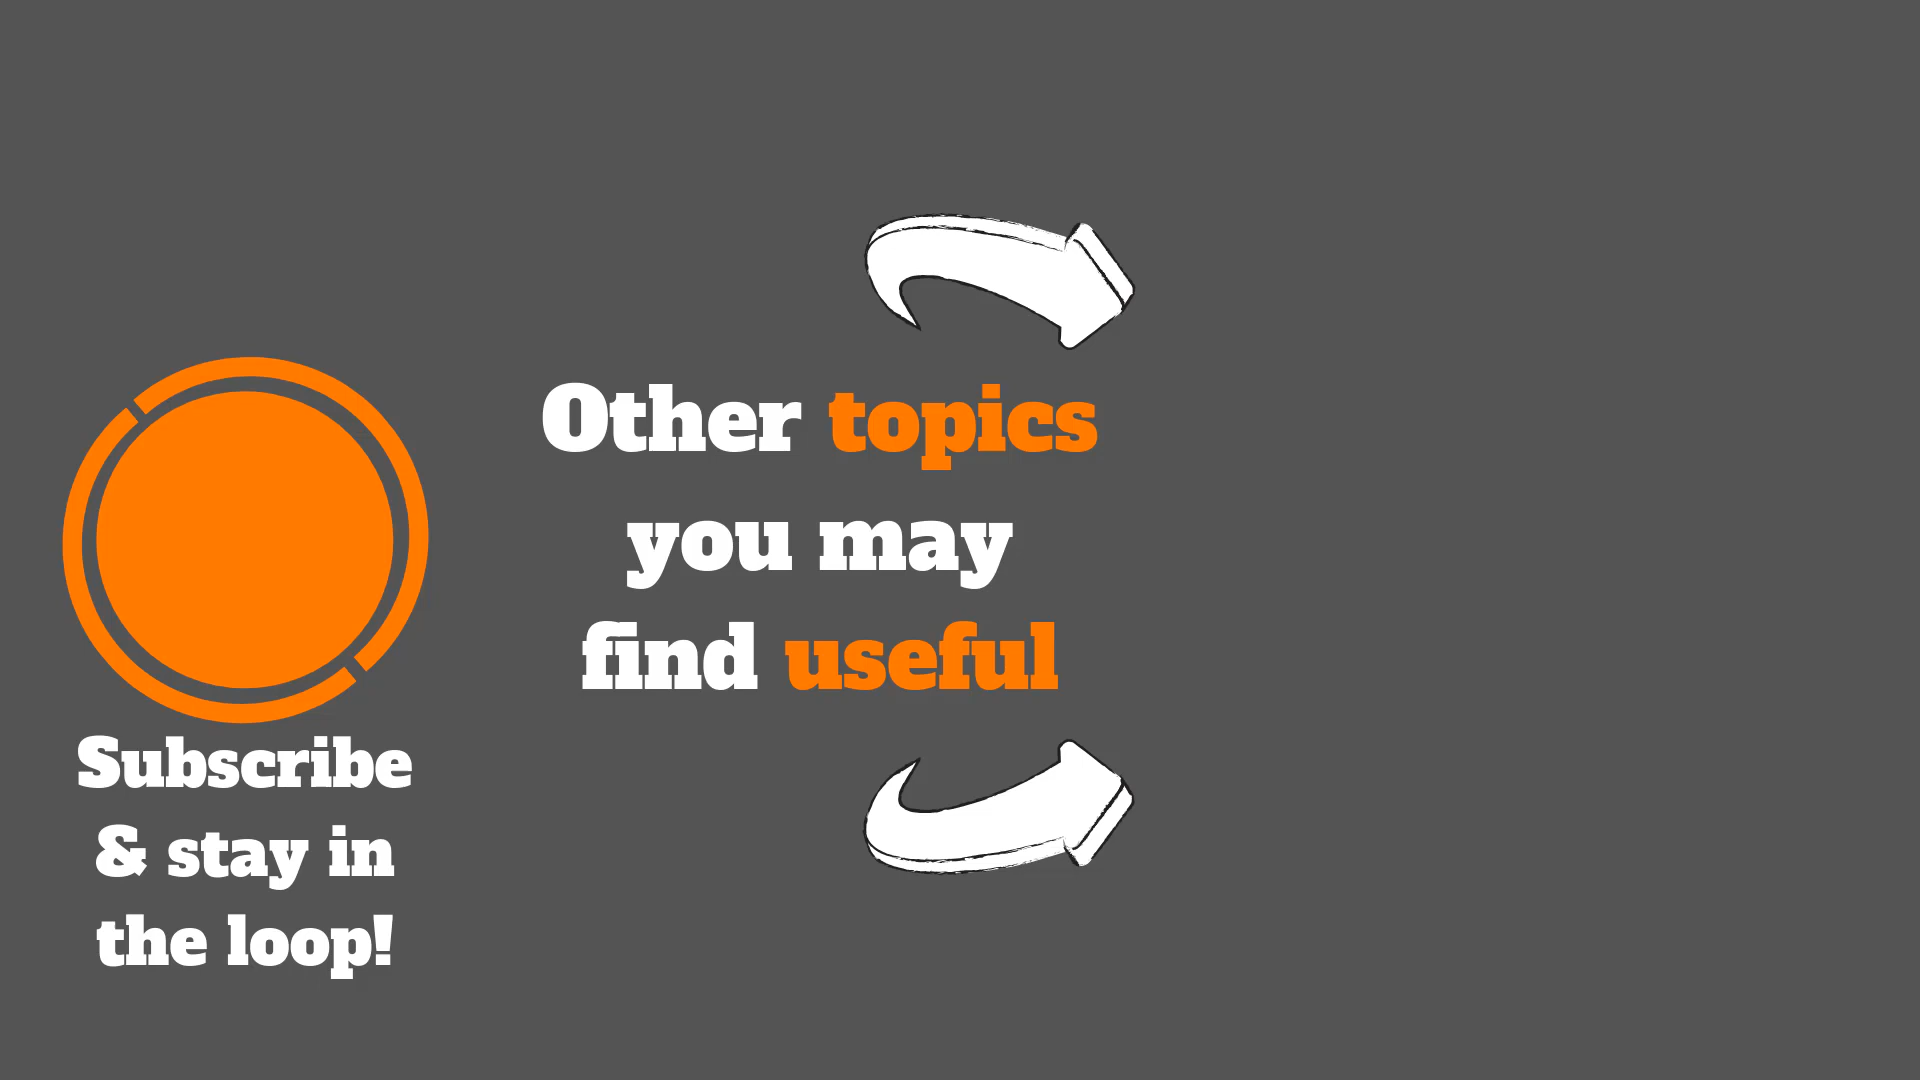 Other topics
you may
find useful
Subscribe
& stay in
the loop!